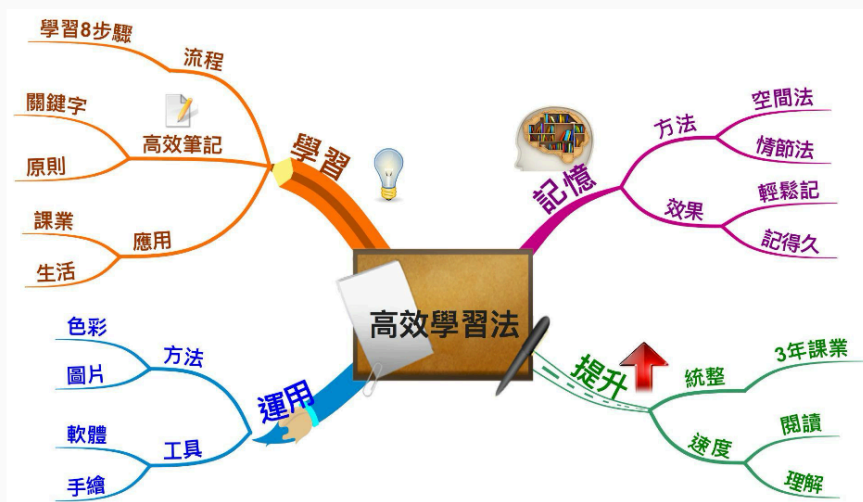 高效學習法
學習
流程
學習8步驟
高效筆記
關鍵字
原則
應用
課業
生活
記憶
方法
空間法
情節法
效果
輕鬆記
記得久
提升
統整
3年課業
速度
閱讀
理解
運用
方法
色彩
圖片
工具
軟體
手繪